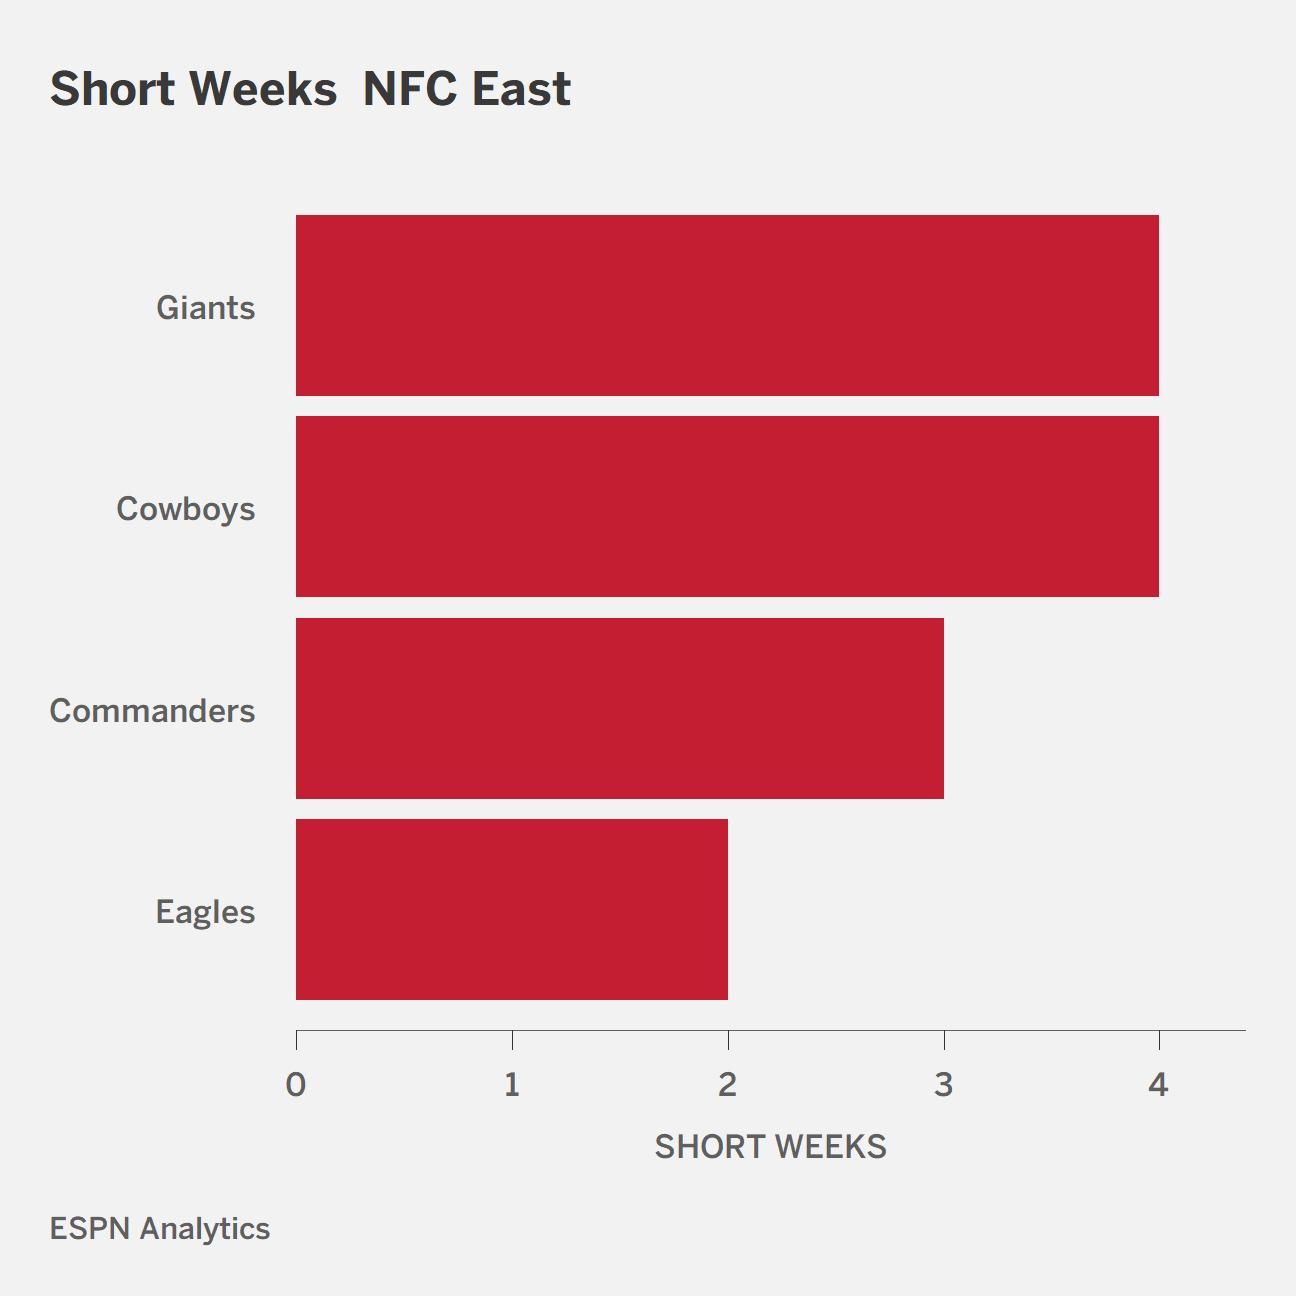 Short Weeks  NFC East
Giants
Cowboys
Commanders
Eagles
0 1 2 3 4
SHORT WEEKS
ESPN Analytics